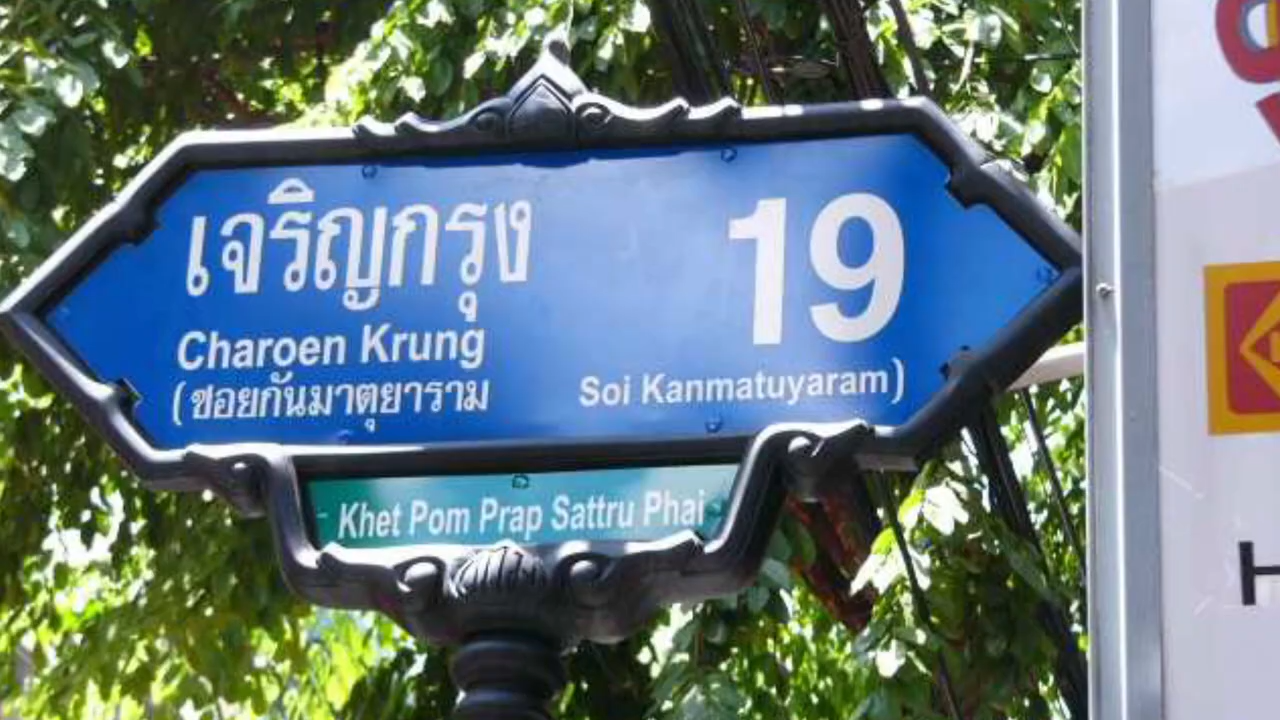 เจริญกรุง 19
Charoen Krung
(ซอยกันมาตุยาราม Soi Kanmatuyaram)
Khet Pom Prap Sattru Phai
H